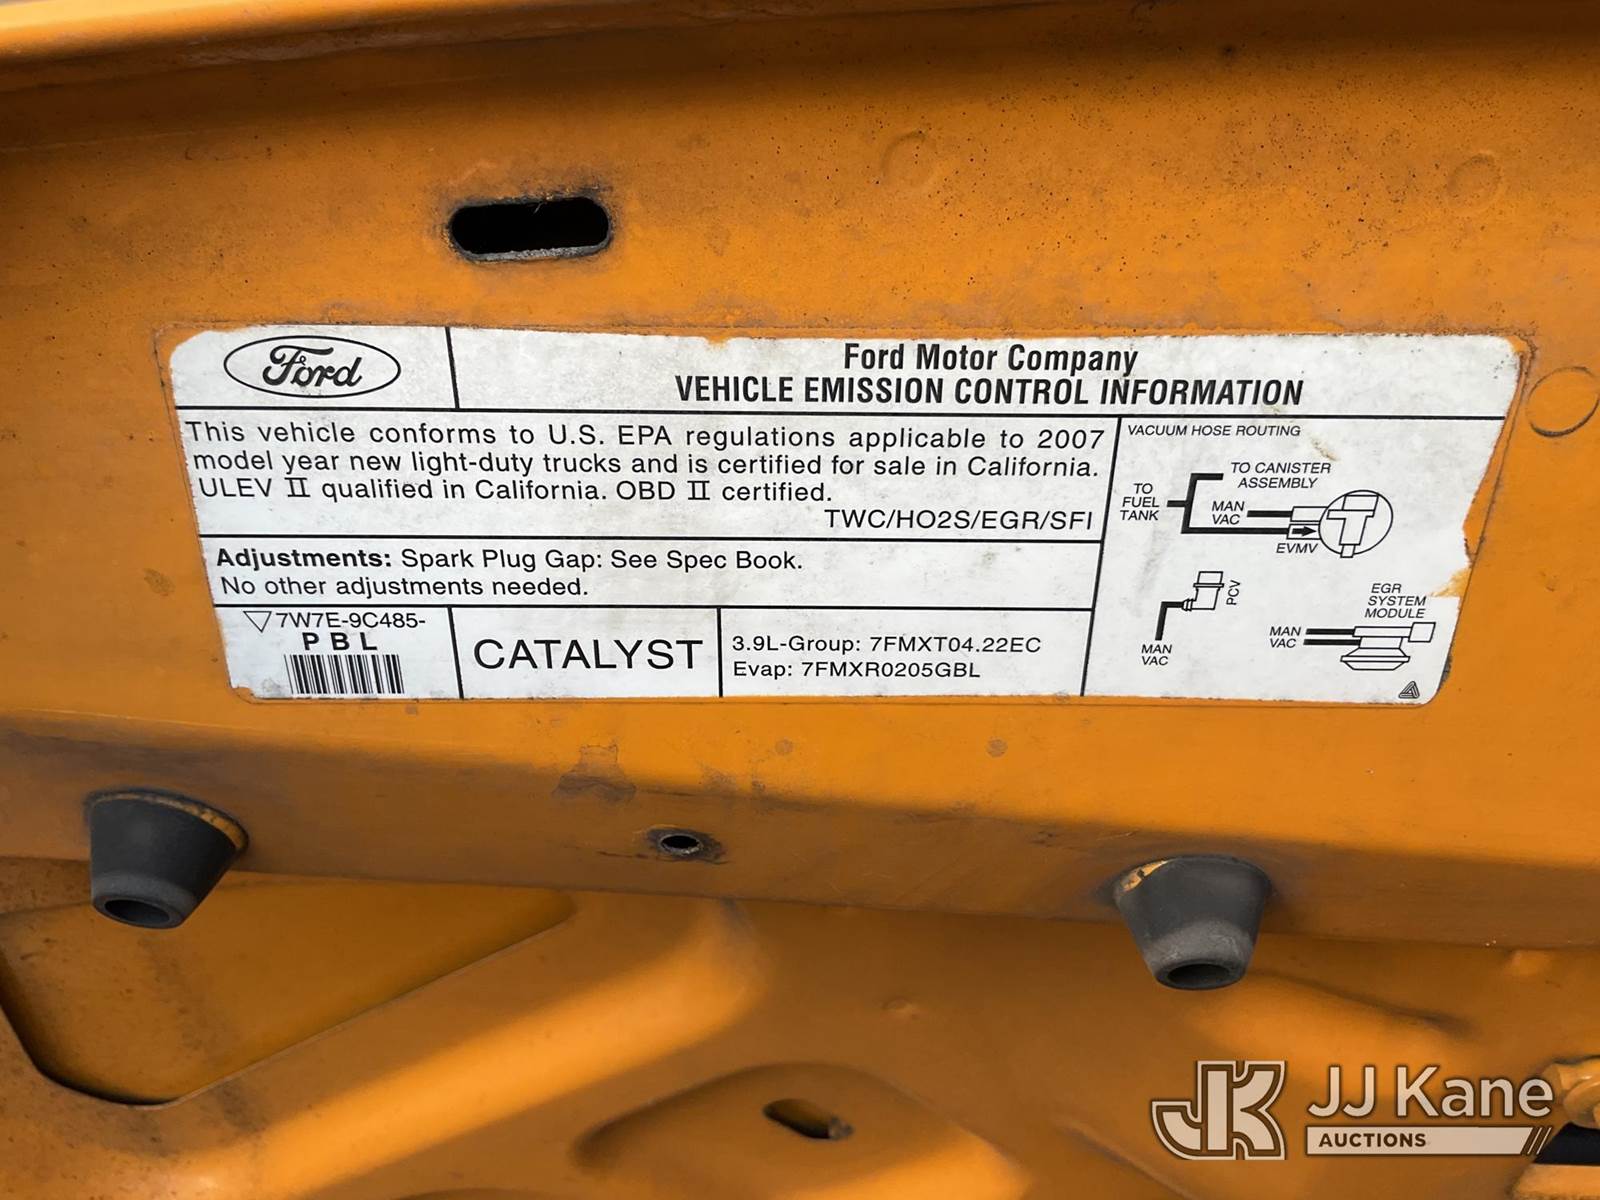 Ford
Ford Motor Company
VEHICLE EMISSION CONTROL INFORMATION
This vehicle conforms to U.S. EPA regulations applicable to 2007
model year new light-duty trucks and is certified for sale in California.
ULEV II qualified in California. OBD II certified.
TWC/HO2S/EGR/SFI
Adjustments: Spark Plug Gap: See Spec Book.
No other adjustments needed.
7W7E-9C485-
PBL
CATALYST
3.9L-Group: 7FMXT04.22EC
Evap: 7FMXR0205GBL
VACUUM HOSE ROUTING
TO CANISTER
ASSEMBLY
TO
FUEL
TANK
MAN
VAC
EVMV
PCV
MAN
VAC
EGR
SYSTEM
MODULE
MAN
VAC
JK
JJ Kane
AUCTIONS